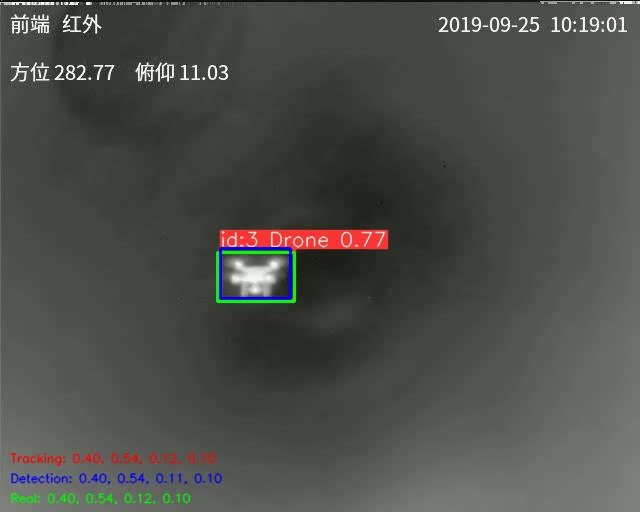 前端 红外 2019-09-25 10:19:01
方位 282.77 俯仰 11.03
id:3 Drone 0.77
Tracking: 0.40, 0.54, 0.12, 0.10
Detection: 0.40, 0.54, 0.11, 0.10
Real: 0.40, 0.54, 0.12, 0.10